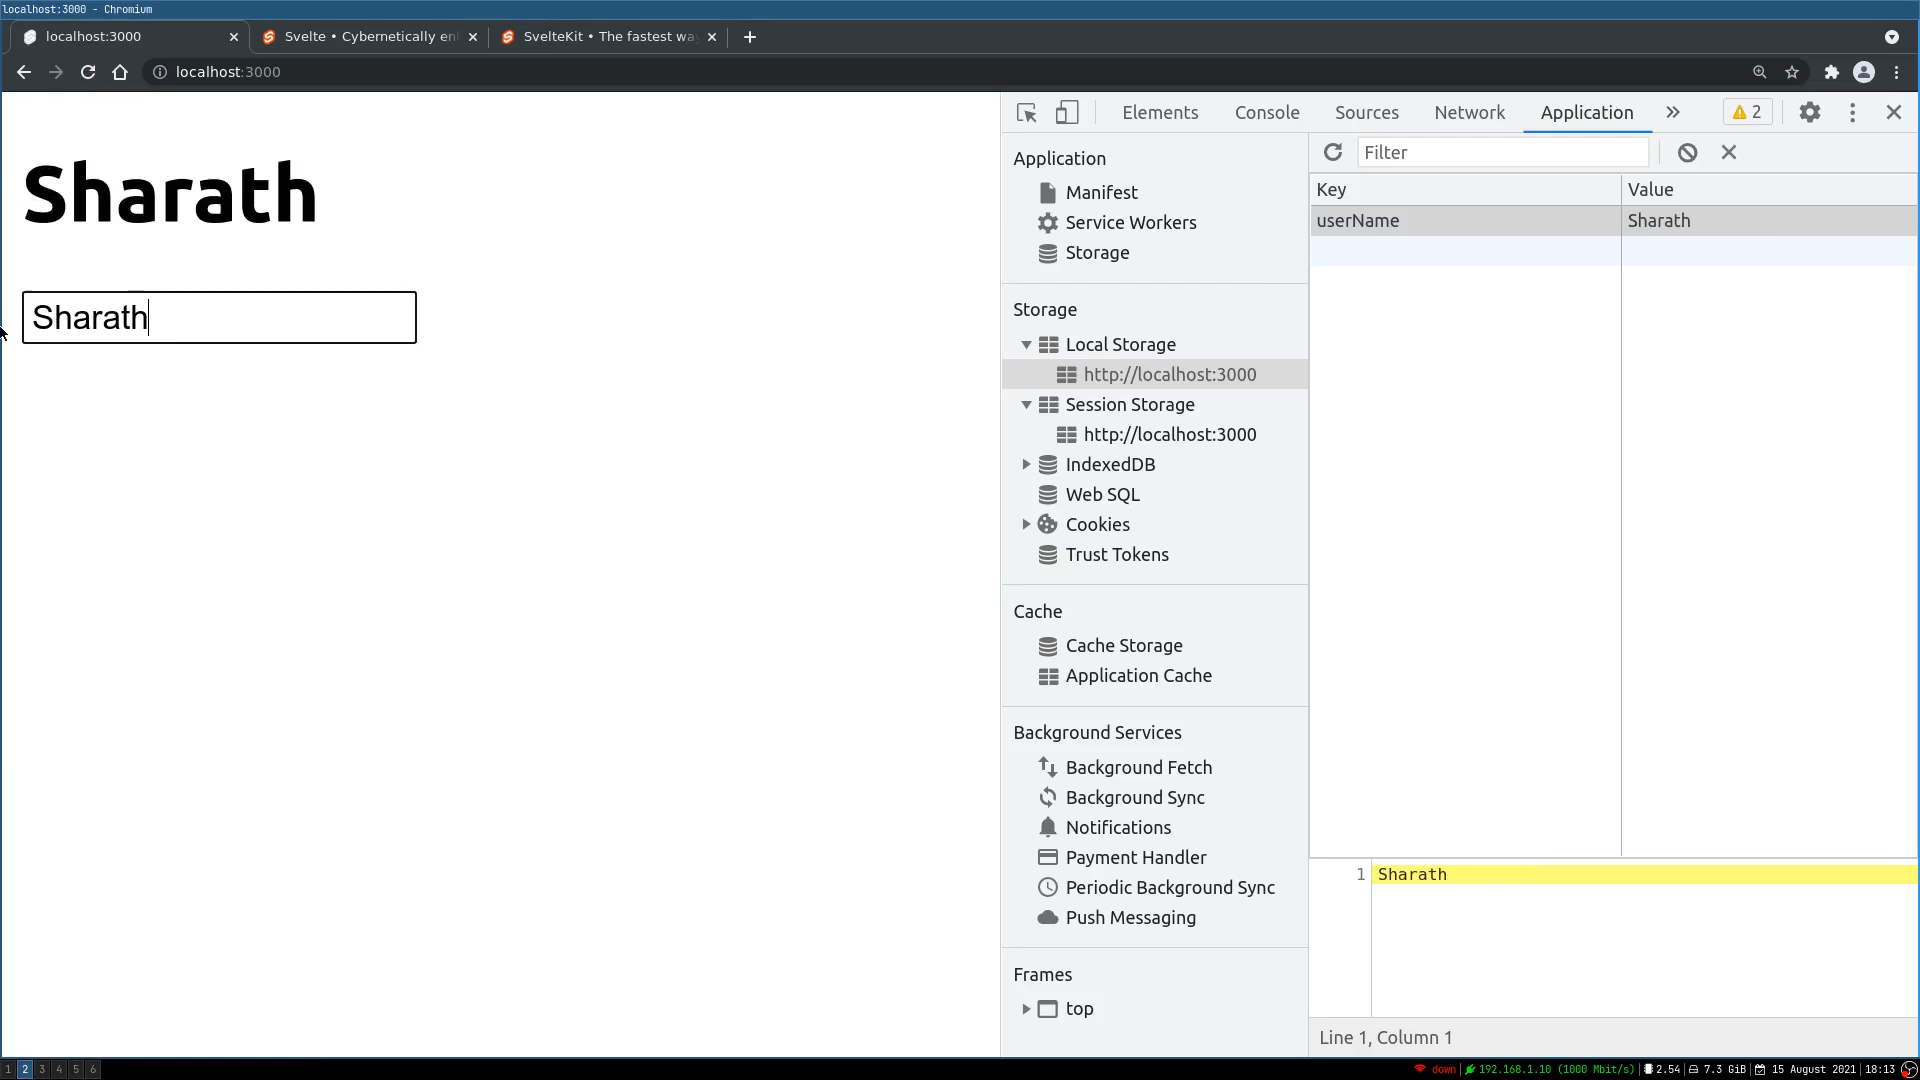 localhost:3000 - Chromium
localhost:3000
Svelte • Cybernetically en
SvelteKit • The fastest wa
localhost:3000
Sharath
Sharath
Elements Console Sources Network Application 2
Application
Manifest
Service Workers
Storage
Storage
Local Storage
http://localhost:3000
Session Storage
http://localhost:3000
IndexedDB
Web SQL
Cookies
Trust Tokens
Cache
Cache Storage
Application Cache
Background Services
Background Fetch
Background Sync
Notifications
Payment Handler
Periodic Background Sync
Push Messaging
Frames
top
Filter
Key Value
userName Sharath
1 Sharath
Line 1, Column 1
1 2 3 4 5 6
down 192.168.1.10 (1000 Mbit/s) 2.54 7.3 GiB 15 August 2021 18:13